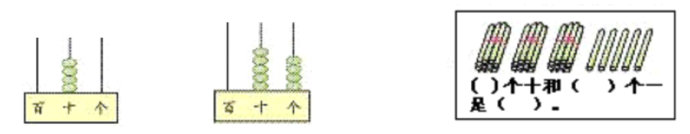 百 十 个
百 十 个
( )个十和( )个一
是( )。